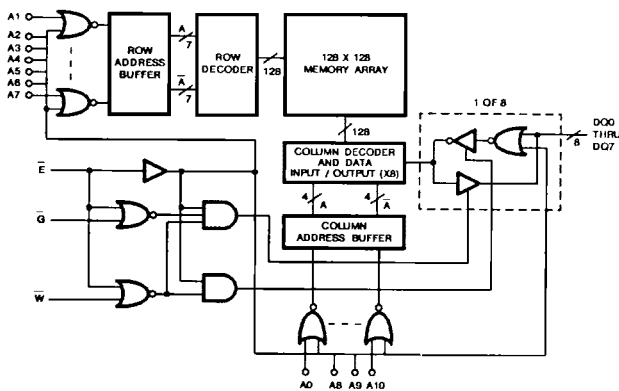 A1
A2
A3
A4
A5
A6
A7
ROW
ADDRESS
BUFFER
A
7
A̅
7
ROW
DECODER
128
128 X 128
MEMORY ARRAY
128
1 OF 8
8
DQ0
THRU
DQ7
COLUMN DECODER
AND DATA
INPUT / OUTPUT (X8)
4
A
4
A̅
COLUMN
ADDRESS BUFFER
E̅
G̅
W̅
A0
A8
A9
A10